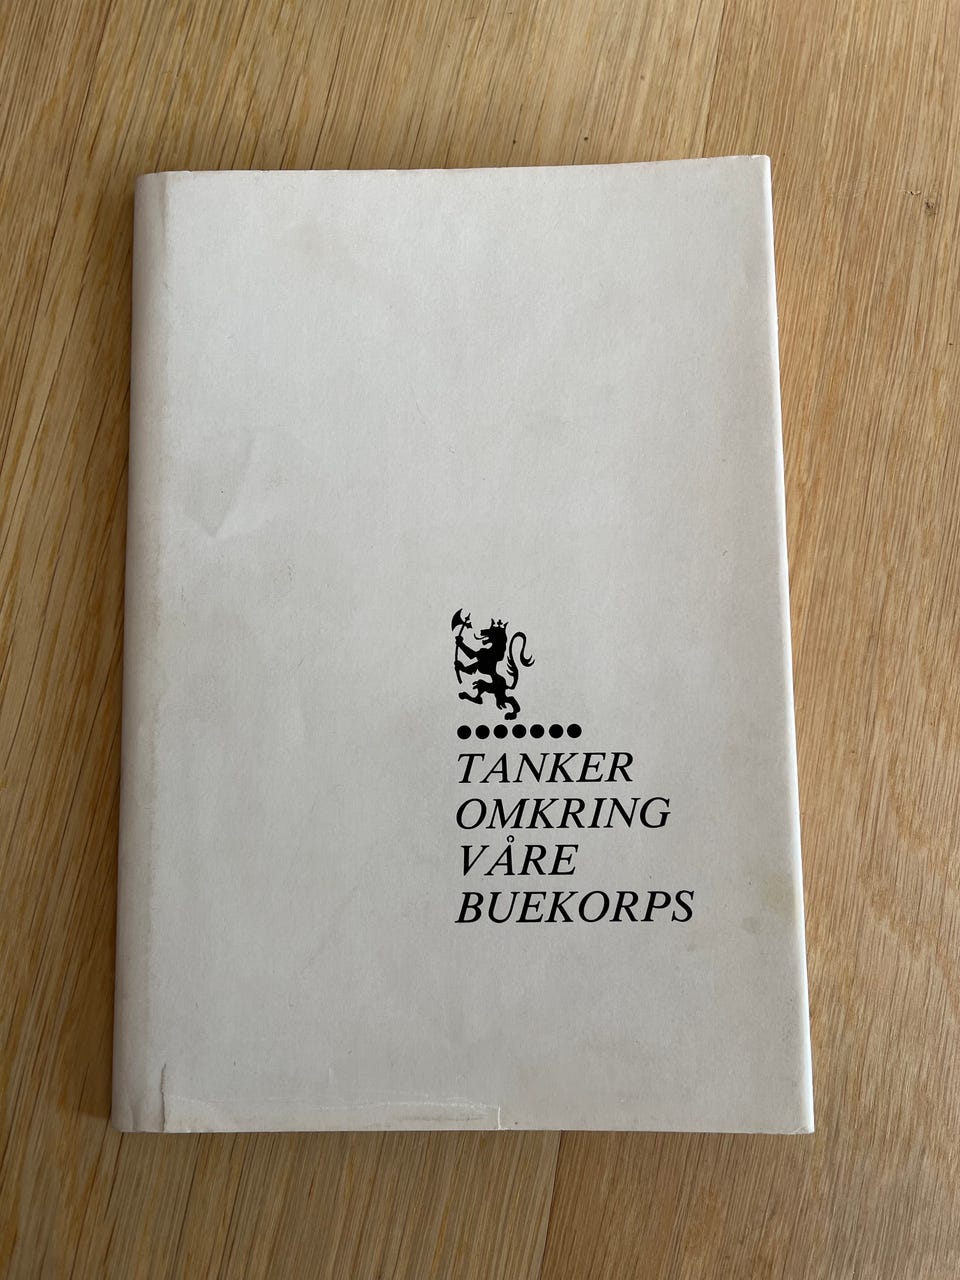 TANKER
OMKRING
VÅRE
BUEKORPS